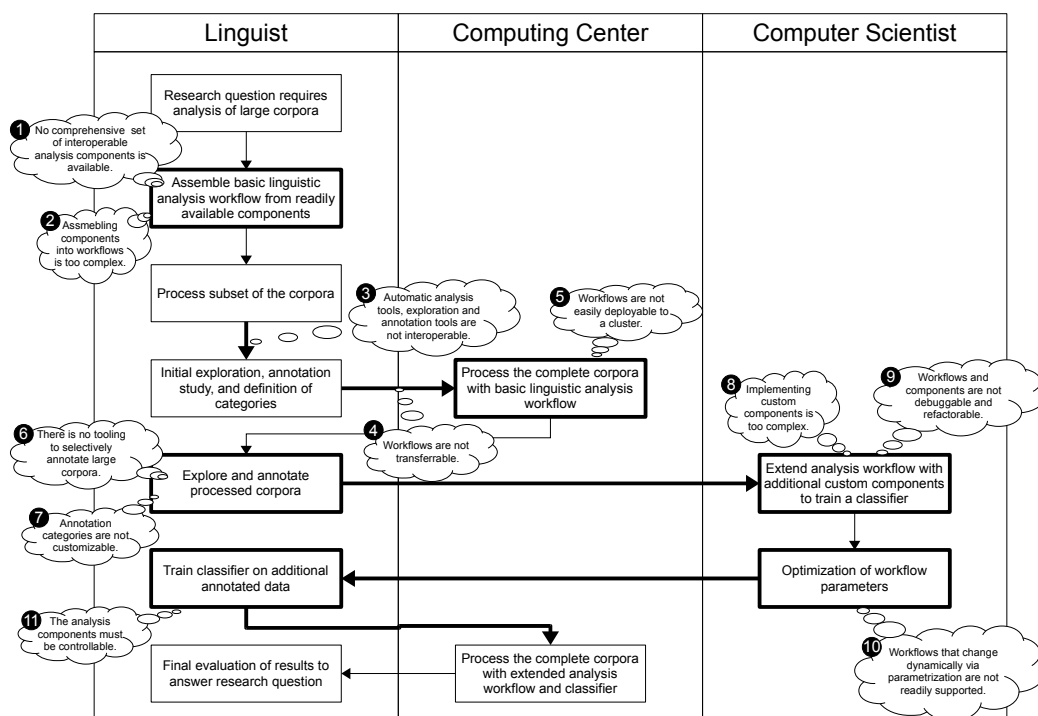 Linguist
Computing Center
Computer Scientist
Research question requires
analysis of large corpora
1
No comprehensive set
of interoperable
analysis components is
available.
Assemble basic linguistic
analysis workflow from readily
available components
2
Assmebling
components
into workflows
is too complex.
Process subset of the corpora
3
Automatic analysis
tools, exploration and
annotation tools are
not interoperable.
5
Workflows are not
easily deployable to
a cluster.
Initial exploration, annotation
study, and definition of
categories
Process the complete corpora
with basic linguistic analysis
workflow
8
Implementing
custom
components is
too complex.
9
Workflows and
components are not
debuggable and
refactorable.
6
There is no tooling
to selectively
annotate large
corpora.
4
Workflows are not
transferrable.
Explore and annotate
processed corpora
Extend analysis workflow with
additional custom components
to train a classifier
7
Annotation
categories are not
customizable.
Train classifier on additional
annotated data
Optimization of workflow
parameters
11
The analysis
components must
be controllable.
10
Workflows that change
dynamically via
parametrization are not
readily supported.
Final evaluation of results to
answer research question
Process the complete corpora
with extended analysis
workflow and classifier